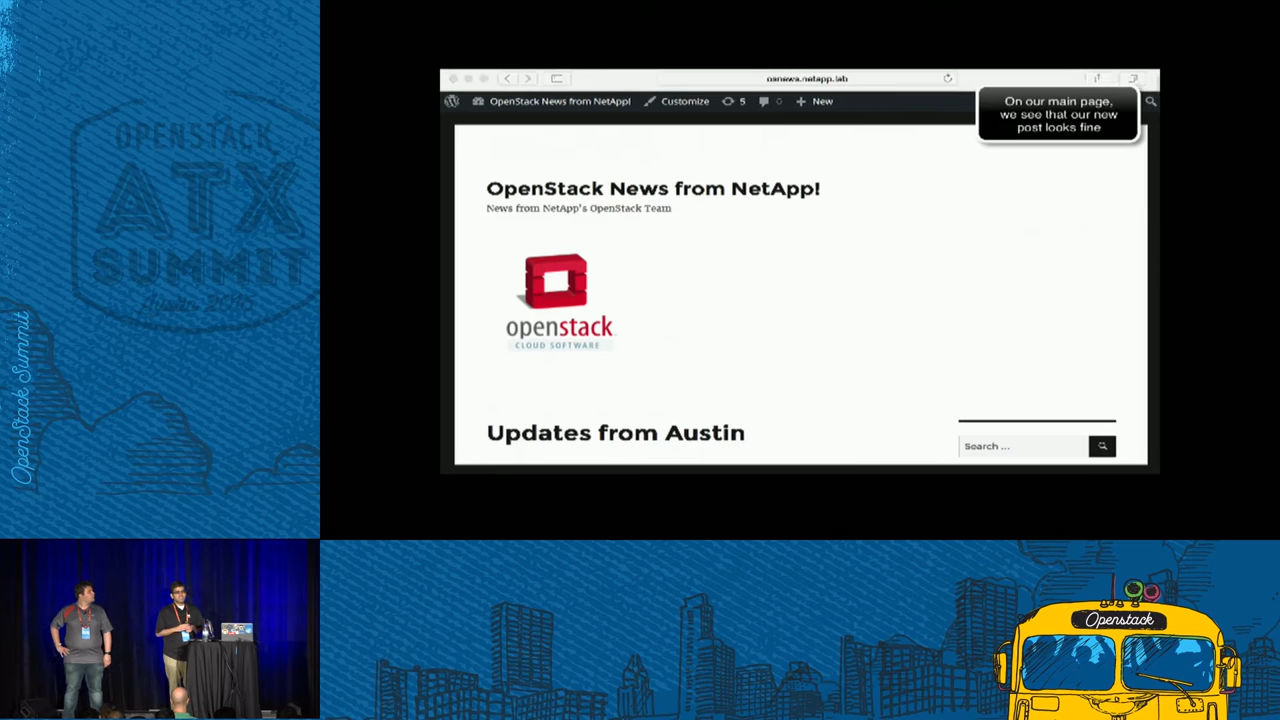 OPENSTACK
ATX
SUMMIT
Austin 2016
OpenStack Summit
osnews.netapp.lab
OpenStack News from NetApp!
Customize
5
0
New
On our main page,
we see that our new
post looks fine
OpenStack News from NetApp!
News from NetApp's OpenStack Team
openstack
CLOUD SOFTWARE
Updates from Austin
Search ...
Openstack